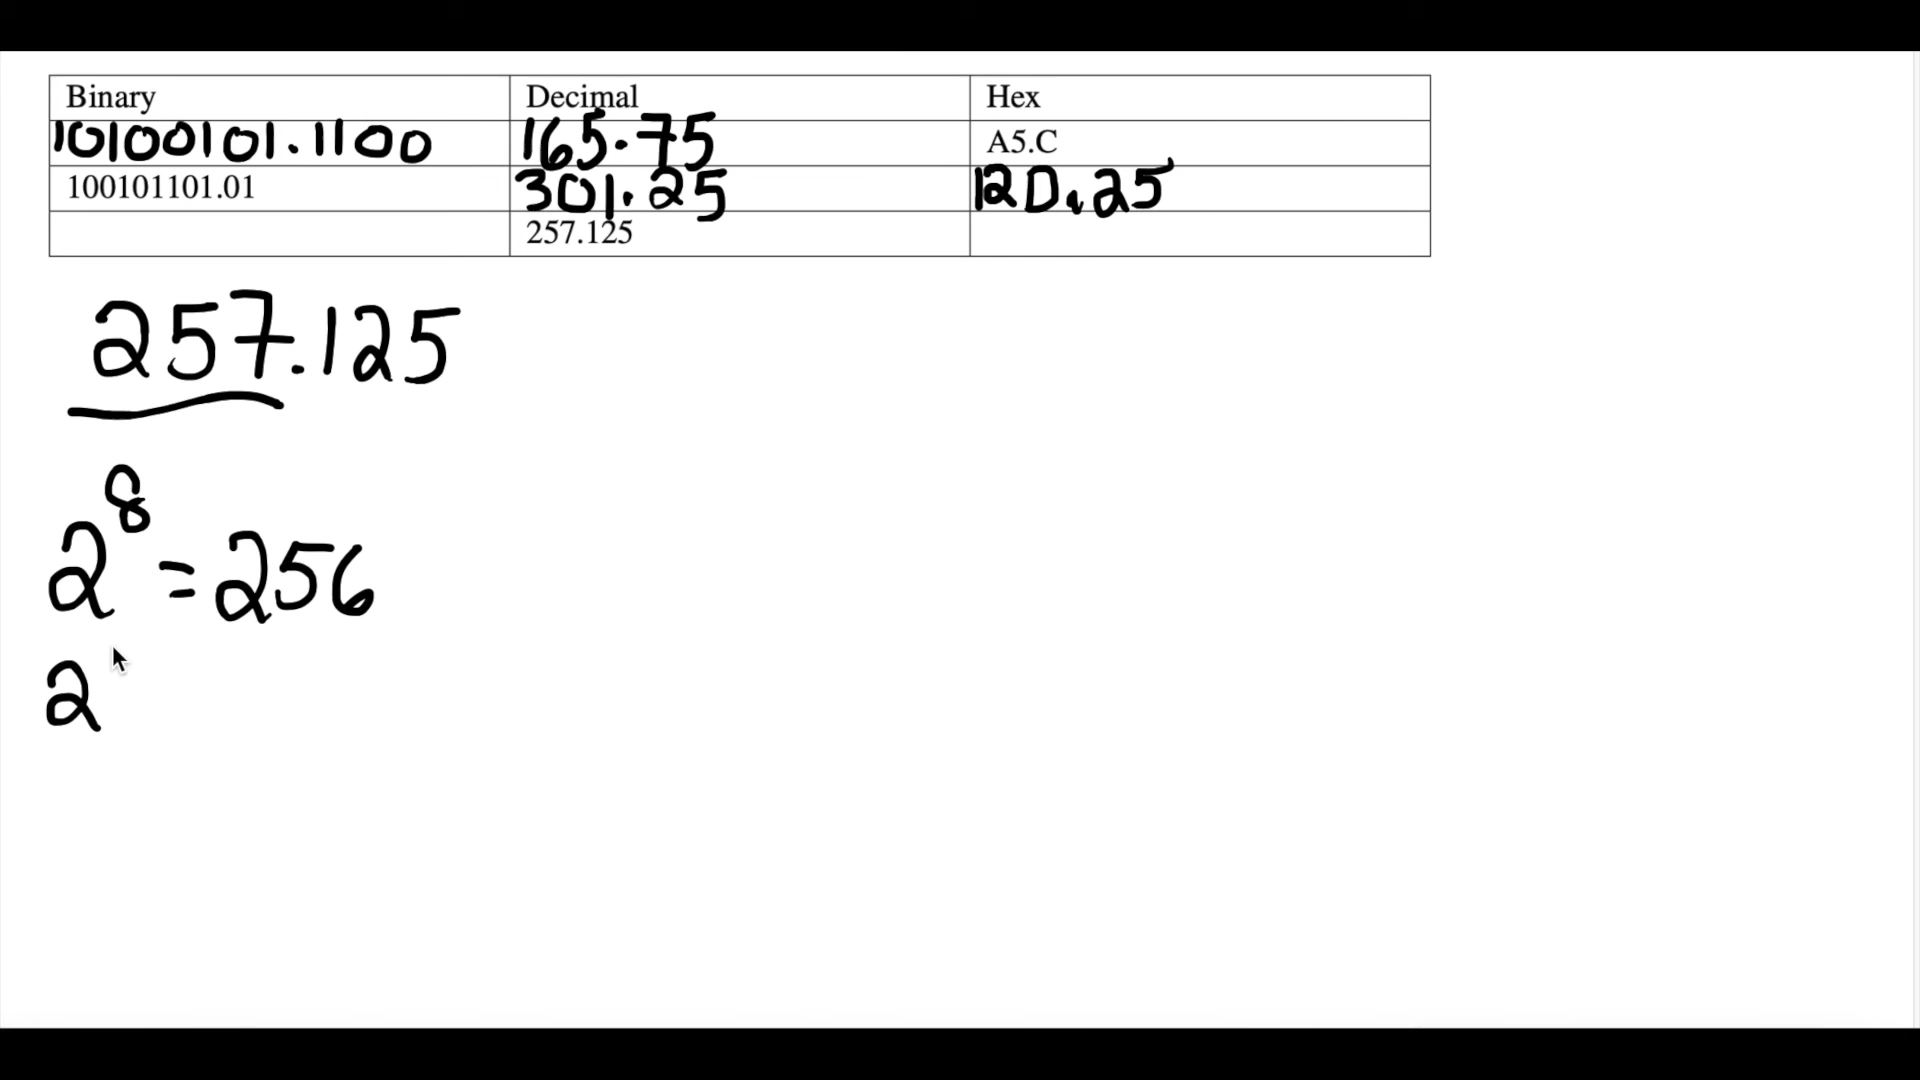 Binary Decimal Hex
10100101.1100 165.75 A5.C
100101101.01 301.25 12D.25
257.125
257.125
2^8 = 256
2